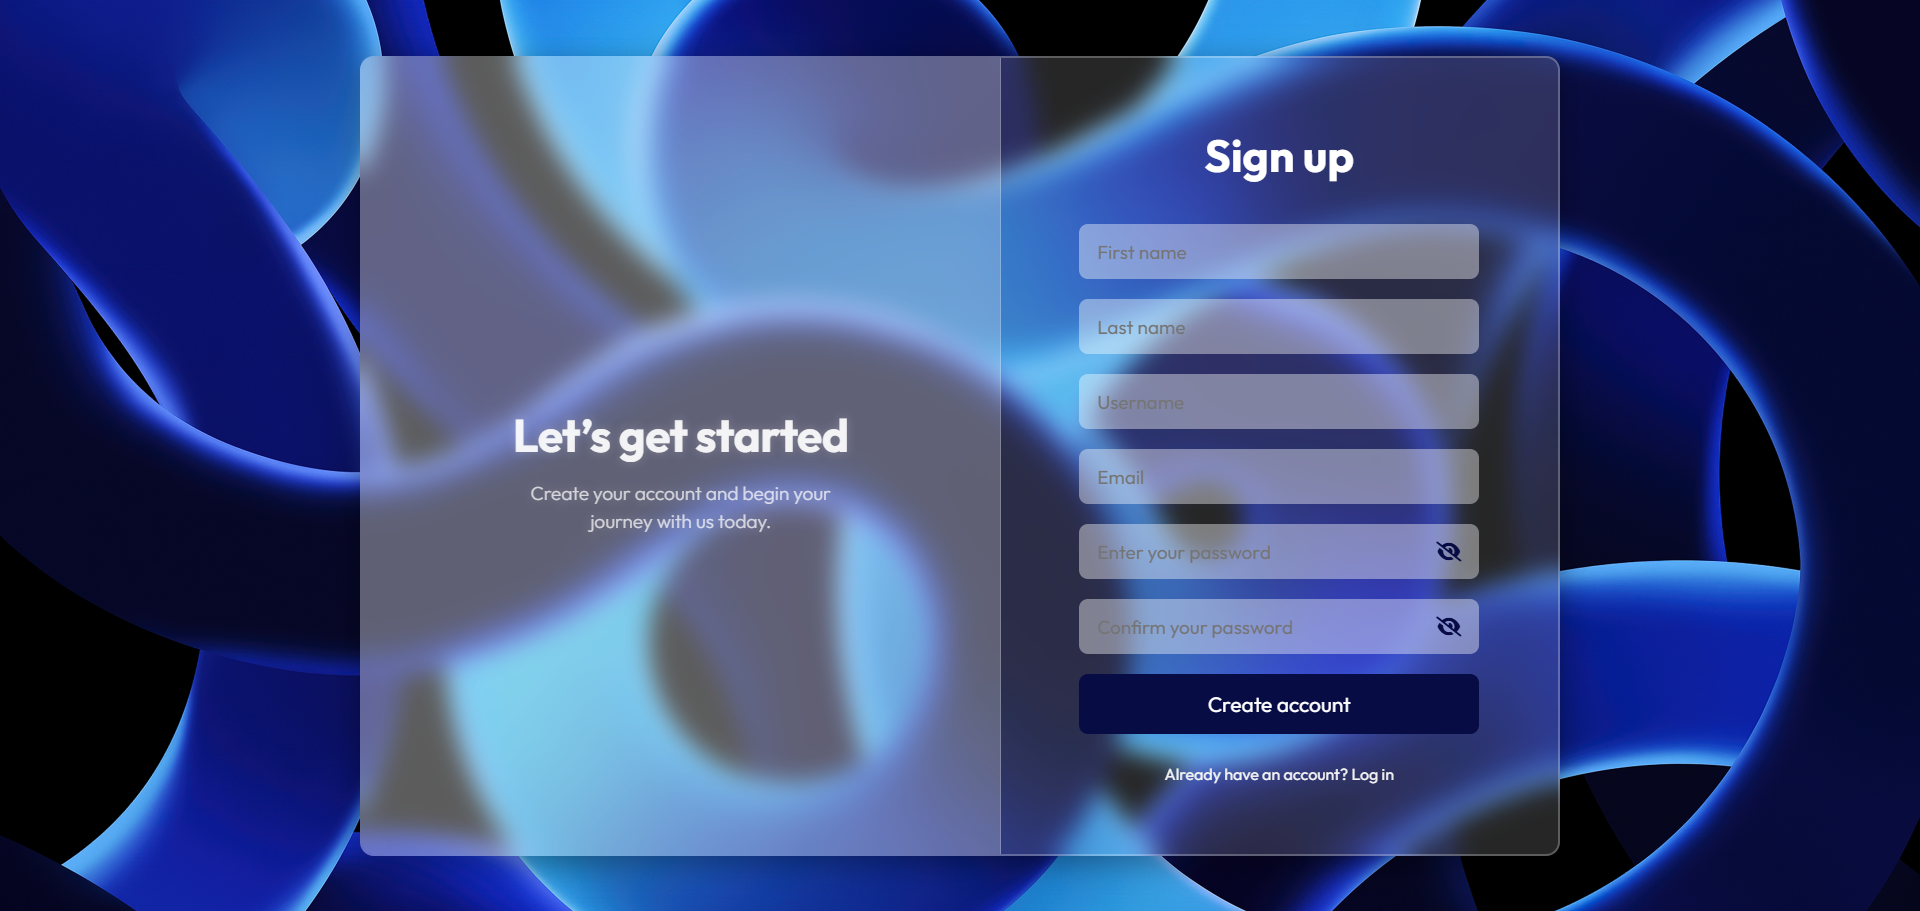 Let’s get started
Create your account and begin your
journey with us today.
Sign up
First name
Last name
Username
Email
Enter your password
Confirm your password
Create account
Already have an account? Log in